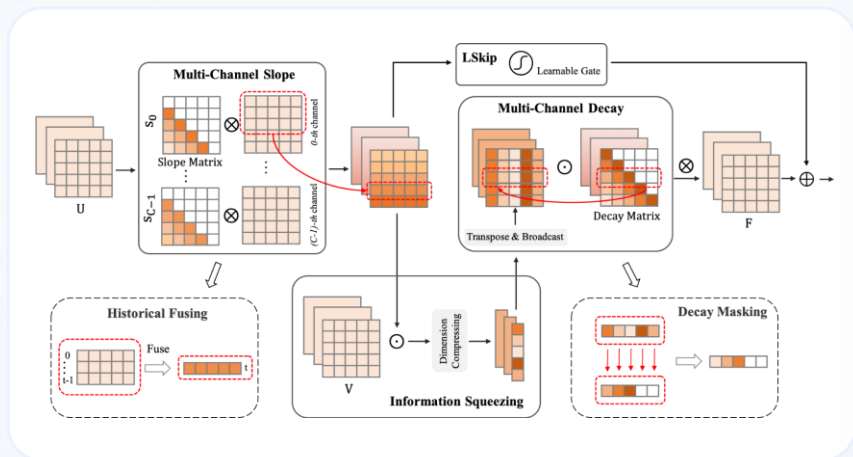 LSkip
Learnable Gate
Multi-Channel Slope
S0
Slope Matrix
0-th channel
SC−1
(C-1)-th channel
U
Multi-Channel Decay
Decay Matrix
Transpose & Broadcast
F
Historical Fusing
0
t-1
Fuse
t
V
Dimension
Compressing
Information Squeezing
Decay Masking